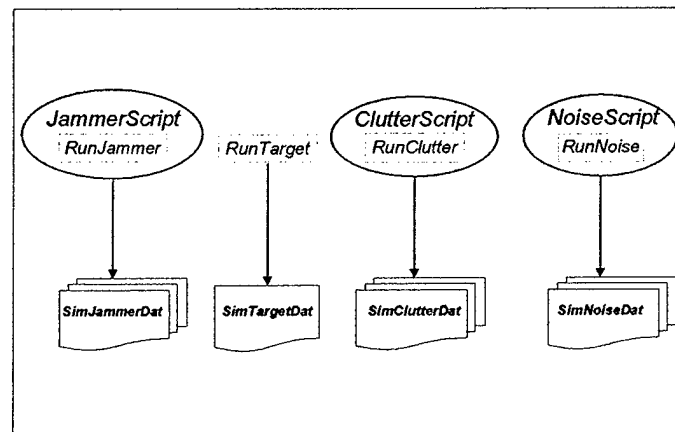 JammerScript
RunJammer
RunTarget
ClutterScript
RunClutter
NoiseScript
RunNoise
SimJammerDat
SimTargetDat
SimClutterDat
SimNoiseDat